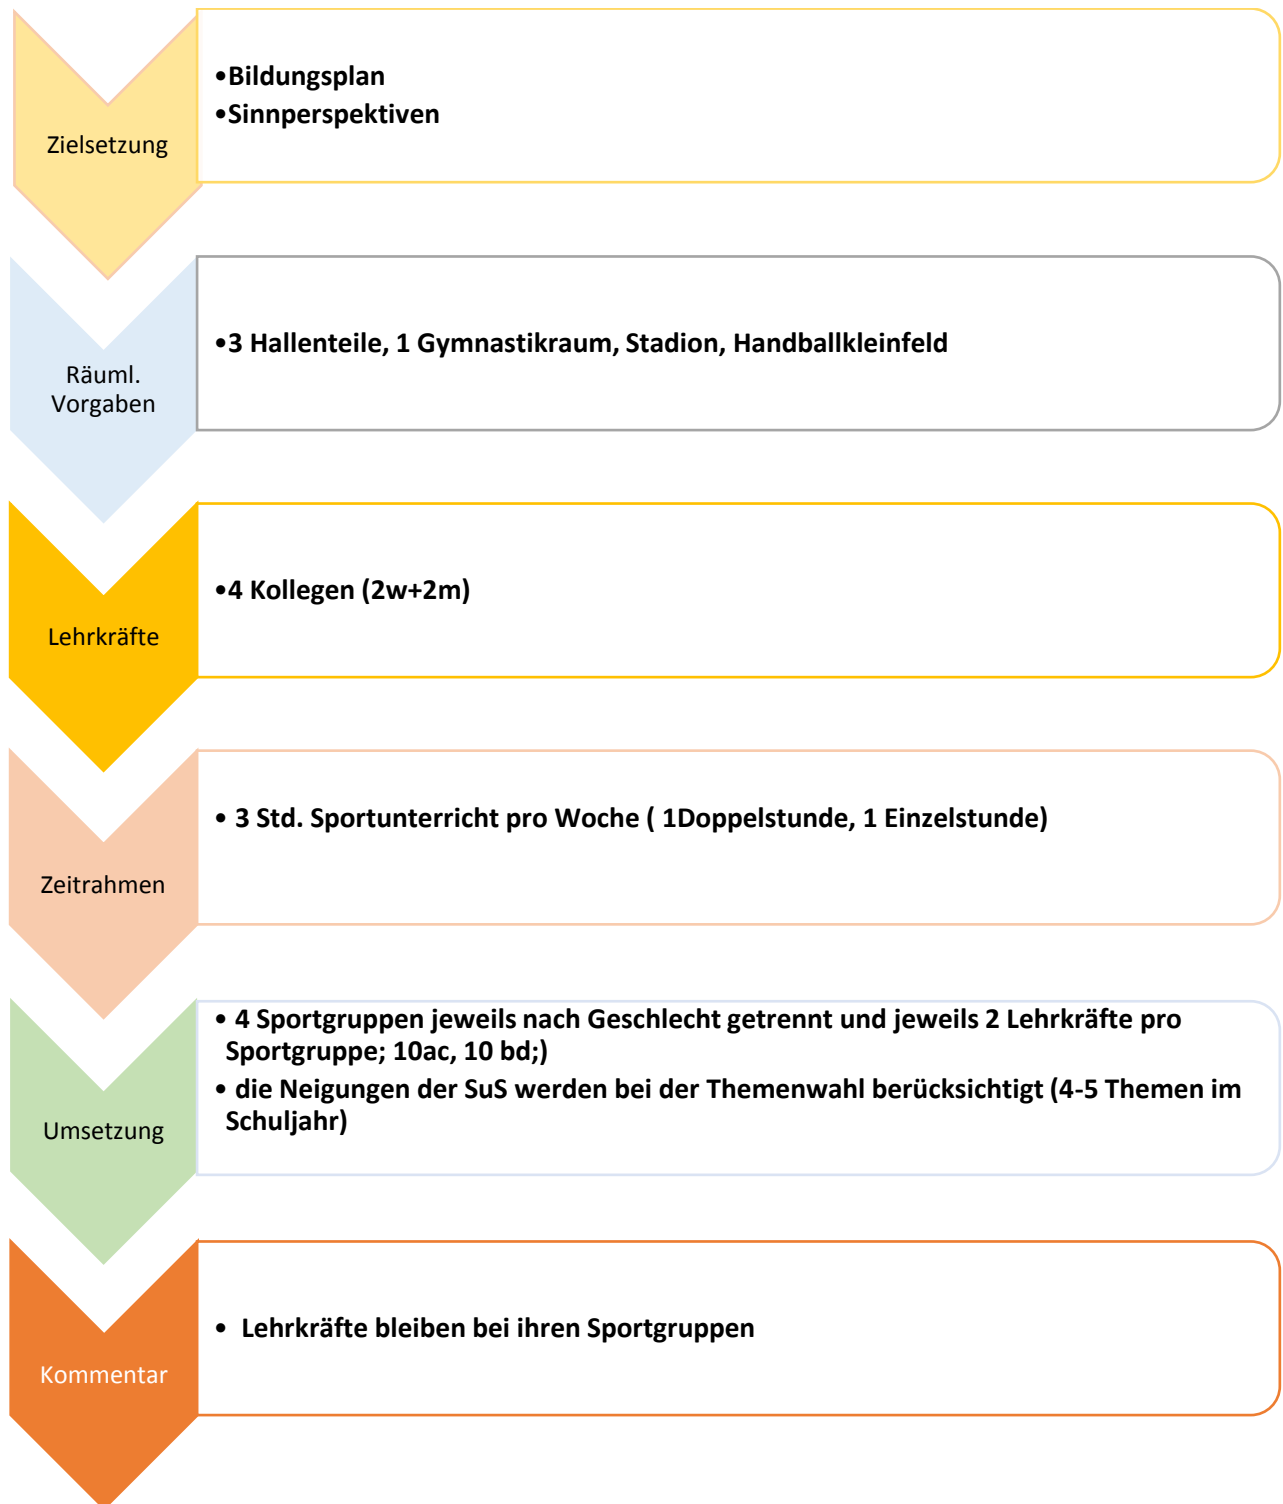 Zielsetzung
•Bildungsplan
•Sinnperspektiven
Räuml.
Vorgaben
•3 Hallenteile, 1 Gymnastikraum, Stadion, Handballkleinfeld
Lehrkräfte
•4 Kollegen (2w+2m)
Zeitrahmen
• 3 Std. Sportunterricht pro Woche ( 1Doppelstunde, 1 Einzelstunde)
Umsetzung
• 4 Sportgruppen jeweils nach Geschlecht getrennt und jeweils 2 Lehrkräfte pro
Sportgruppe; 10ac, 10 bd;)
• die Neigungen der SuS werden bei der Themenwahl berücksichtigt (4-5 Themen im
Schuljahr)
Kommentar
• Lehrkräfte bleiben bei ihren Sportgruppen